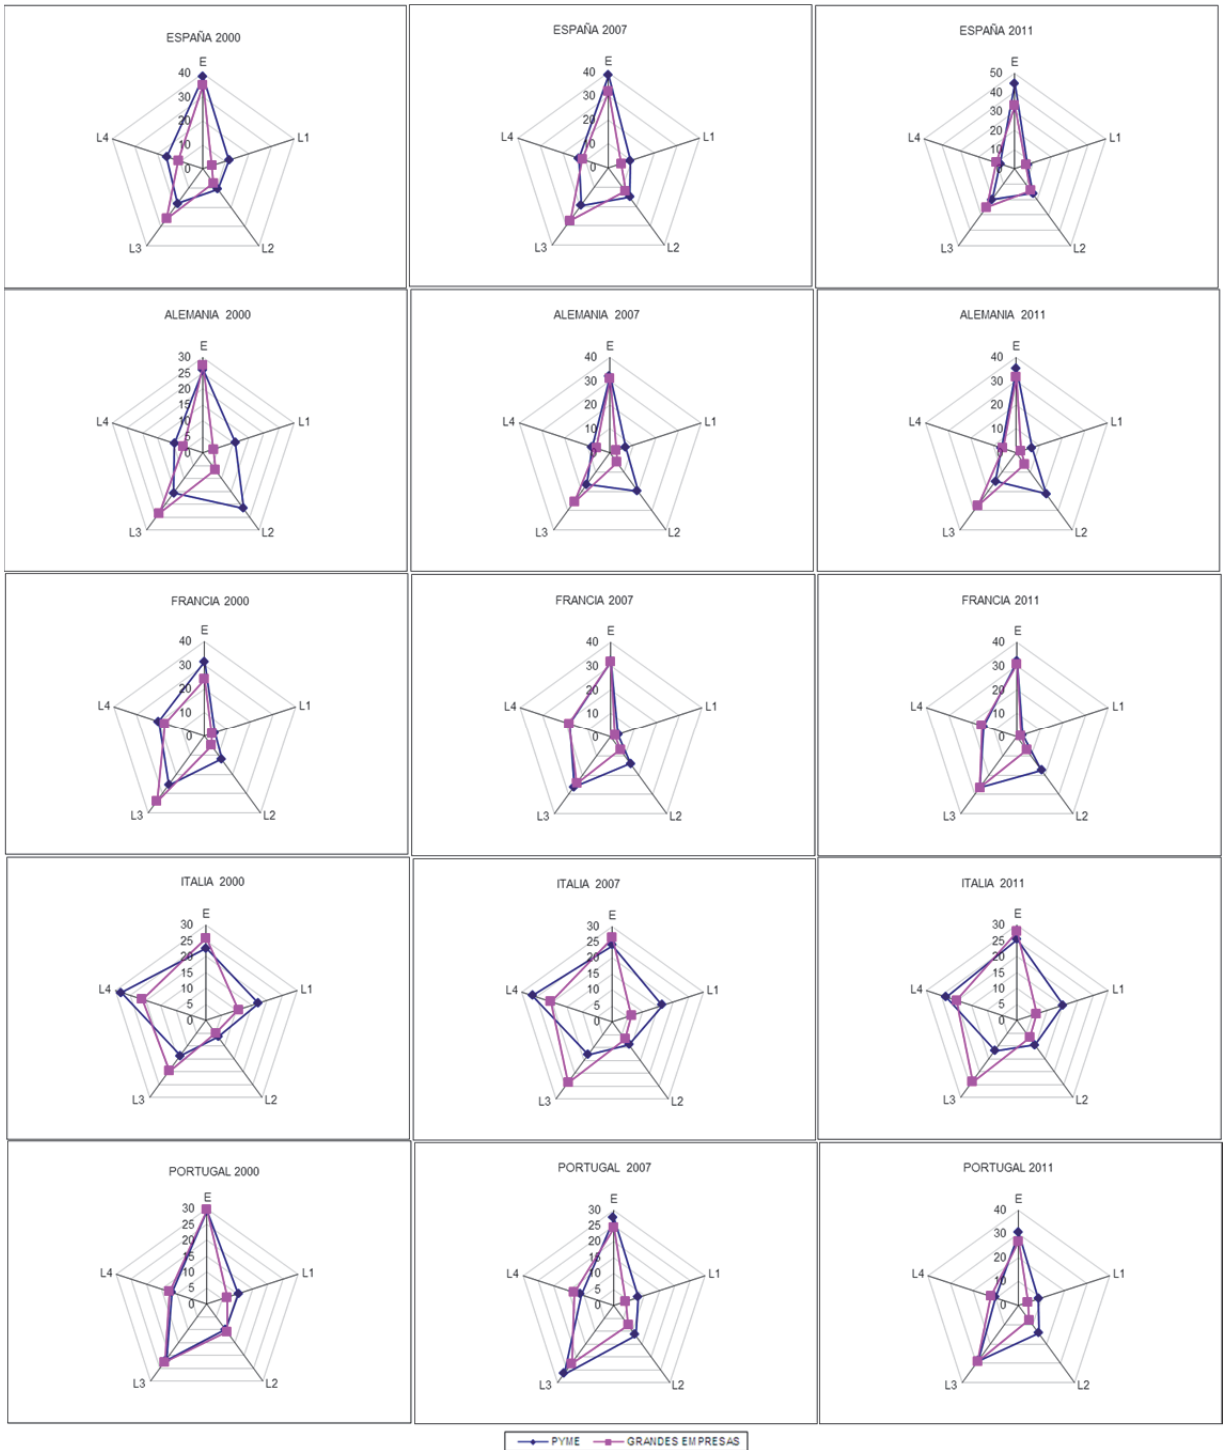 ESPAÑA 2000
E
40
30
20
10
0
L4
L1
L3
L2
ESPAÑA 2007
E
40
30
20
10
0
L4
L1
L3
L2
ESPAÑA 2011
E
50
40
30
20
10
0
L4
L1
L3
L2
ALEMANIA 2000
E
30
25
20
15
10
5
0
L4
L1
L3
L2
ALEMANIA 2007
E
40
30
20
10
0
L4
L1
L3
L2
ALEMANIA 2011
E
40
30
20
10
0
L4
L1
L3
L2
FRANCIA 2000
E
40
30
20
10
0
L4
L1
L3
L2
FRANCIA 2007
E
40
30
20
10
0
L4
L1
L3
L2
FRANCIA 2011
E
40
30
20
10
0
L4
L1
L3
L2
ITALIA 2000
E
30
25
20
15
10
5
0
L4
L1
L3
L2
ITALIA 2007
E
30
25
20
15
10
5
0
L4
L1
L3
L2
ITALIA 2011
E
30
25
20
15
10
5
0
L4
L1
L3
L2
PORTUGAL 2000
E
30
25
20
15
10
5
0
L4
L1
L3
L2
PORTUGAL 2007
E
30
25
20
15
10
5
0
L4
L1
L3
L2
PORTUGAL 2011
E
40
30
20
10
0
L4
L1
L3
L2
PYME GRANDES EMPRESAS